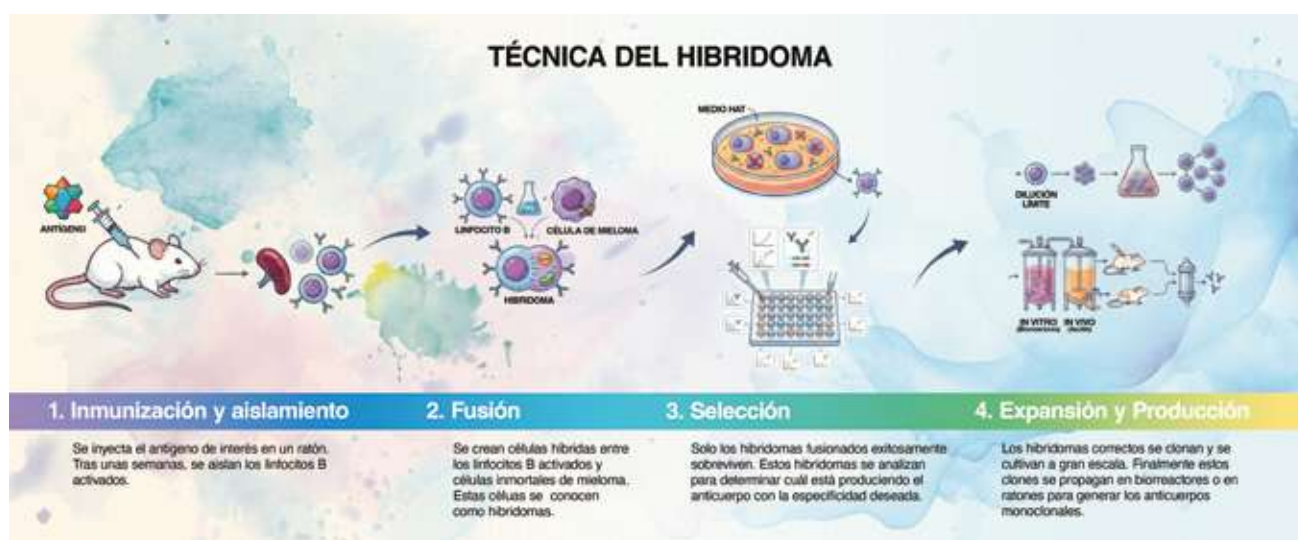 TÉCNICA DEL HIBRIDOMA
ANTÍGENO
LINFOCITO B
CÉLULA DE MIELOMA
HIBRIDOMA
MEDIO HAT
DILUCIÓN
LÍMITE
IN VITRO
IN VIVO
1. Inmunización y aislamiento
Se inyecta el antígeno de interés en un ratón.
Tras unas semanas, se aislan los linfocitos B
activados.
2. Fusión
Se crean células híbridas entre
los linfocitos B activados y
células inmortales de mieloma.
Estas céluas se conocen
como hibridomas.
3. Selección
Solo los hibridomas fusionados exitosamente
sobreviven. Estos hibridomas se analizan
para determinar cuál está produciendo el
anticuerpo con la especificidad deseada.
4. Expansión y Producción
Los hibridomas correctos se clonan y se
cultivan a gran escala. Finalmente estos
clones se propagan en biorreactores o en
ratones para generar los anticuerpos
monoclonales.